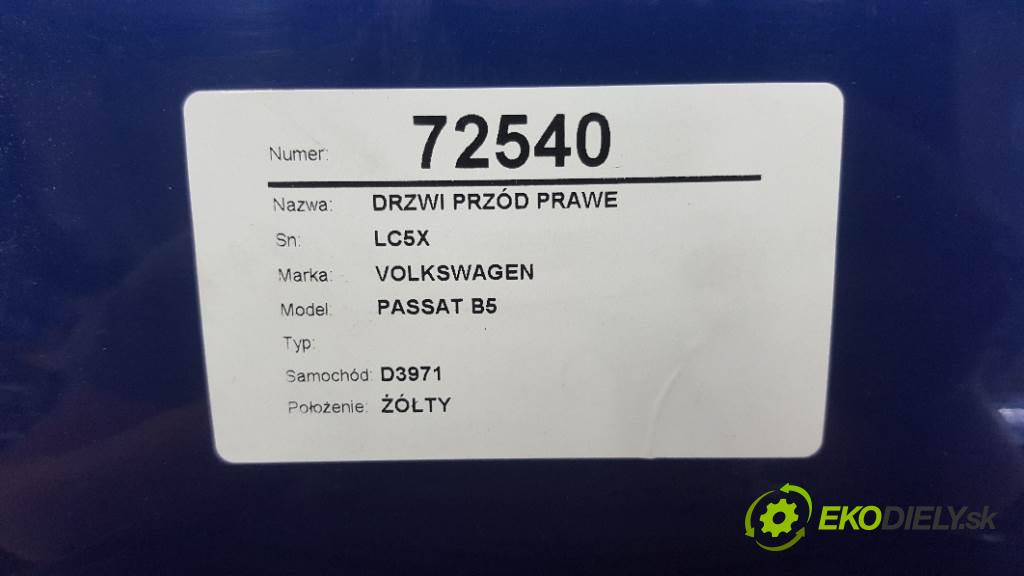 Numer: 72540
Nazwa: DRZWI PRZÓD PRAWE
Sn: LC5X
Marka: VOLKSWAGEN
Model: PASSAT B5
Typ:
Samochód: D3971
Położenie: ŻÓŁTY
EKODIELY.sk